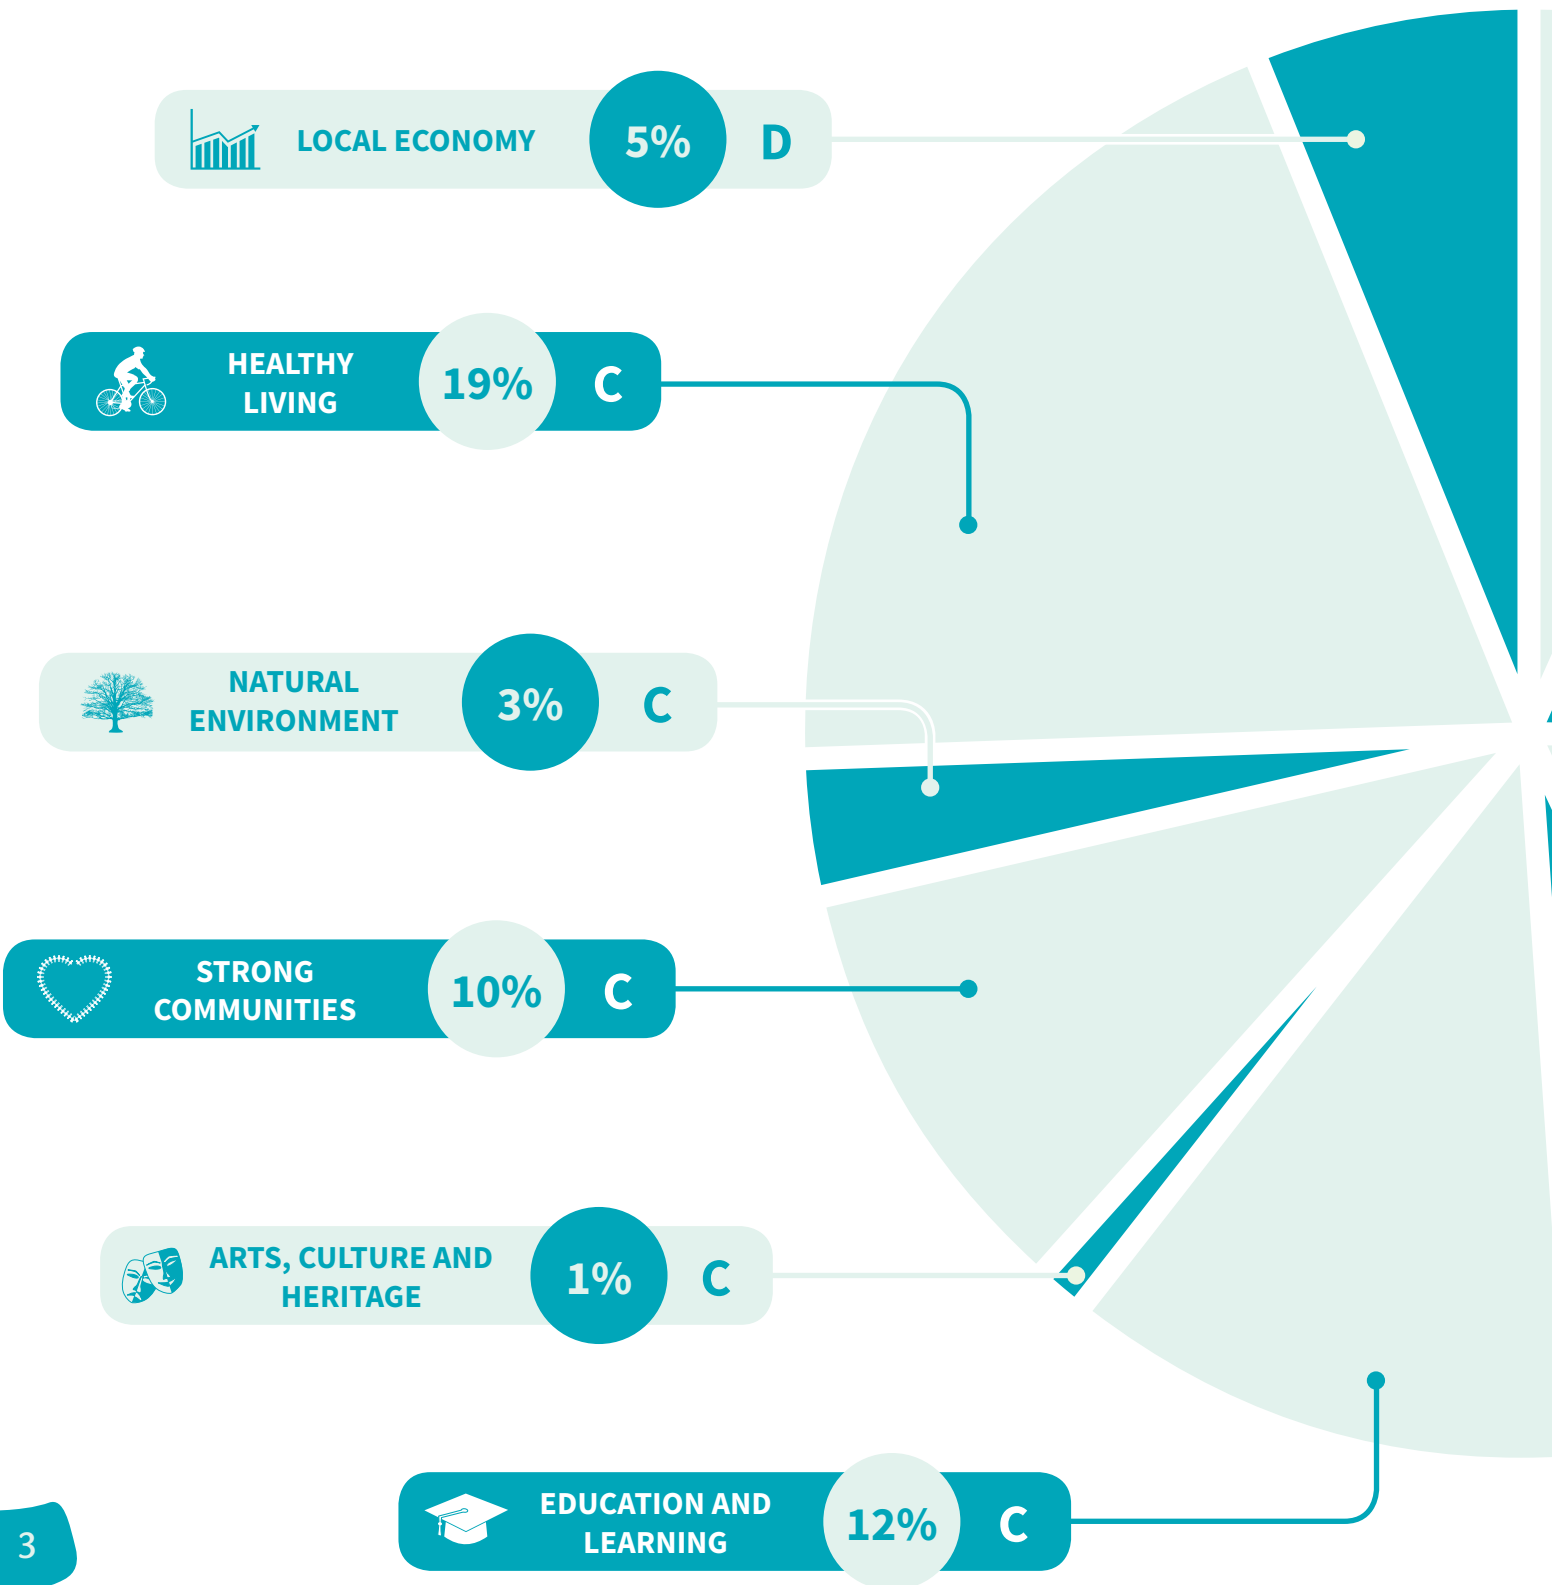 LOCAL ECONOMY 5% D
HEALTHY
LIVING
19% C
NATURAL
ENVIRONMENT
3% C
STRONG
COMMUNITIES
10% C
ARTS, CULTURE AND
HERITAGE
1% C
EDUCATION AND
LEARNING
12% C
3